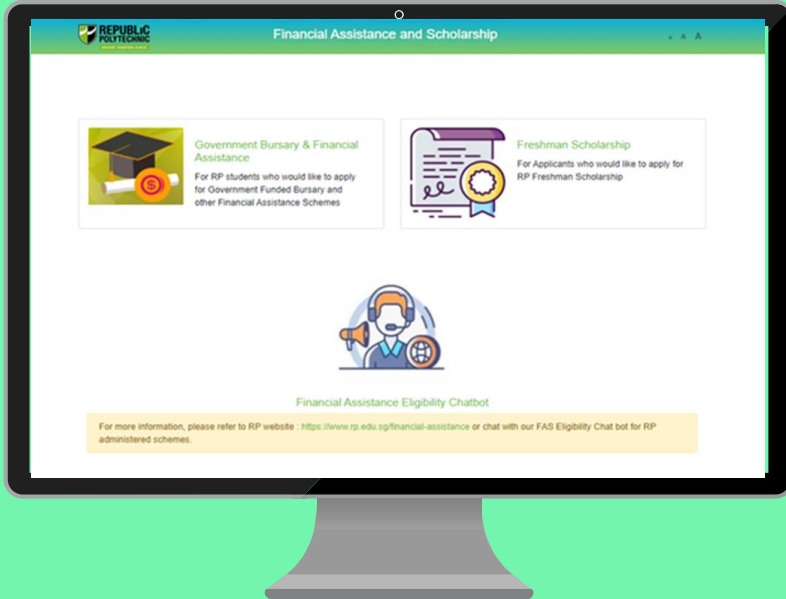 REPUBLIC
POLYTECHNIC
Financial Assistance and Scholarship
A A A
Government Bursary & Financial
Assistance
For RP students who would like to apply
for Government Funded Bursary and
other Financial Assistance Schemes
Freshman Scholarship
For Applicants who would like to apply for
RP Freshman Scholarship
Financial Assistance Eligibility Chatbot
For more information, please refer to RP website : https://www.rp.edu.sg/financial-assistance or chat with our FAS Eligibility Chat bot for RP
administered schemes.